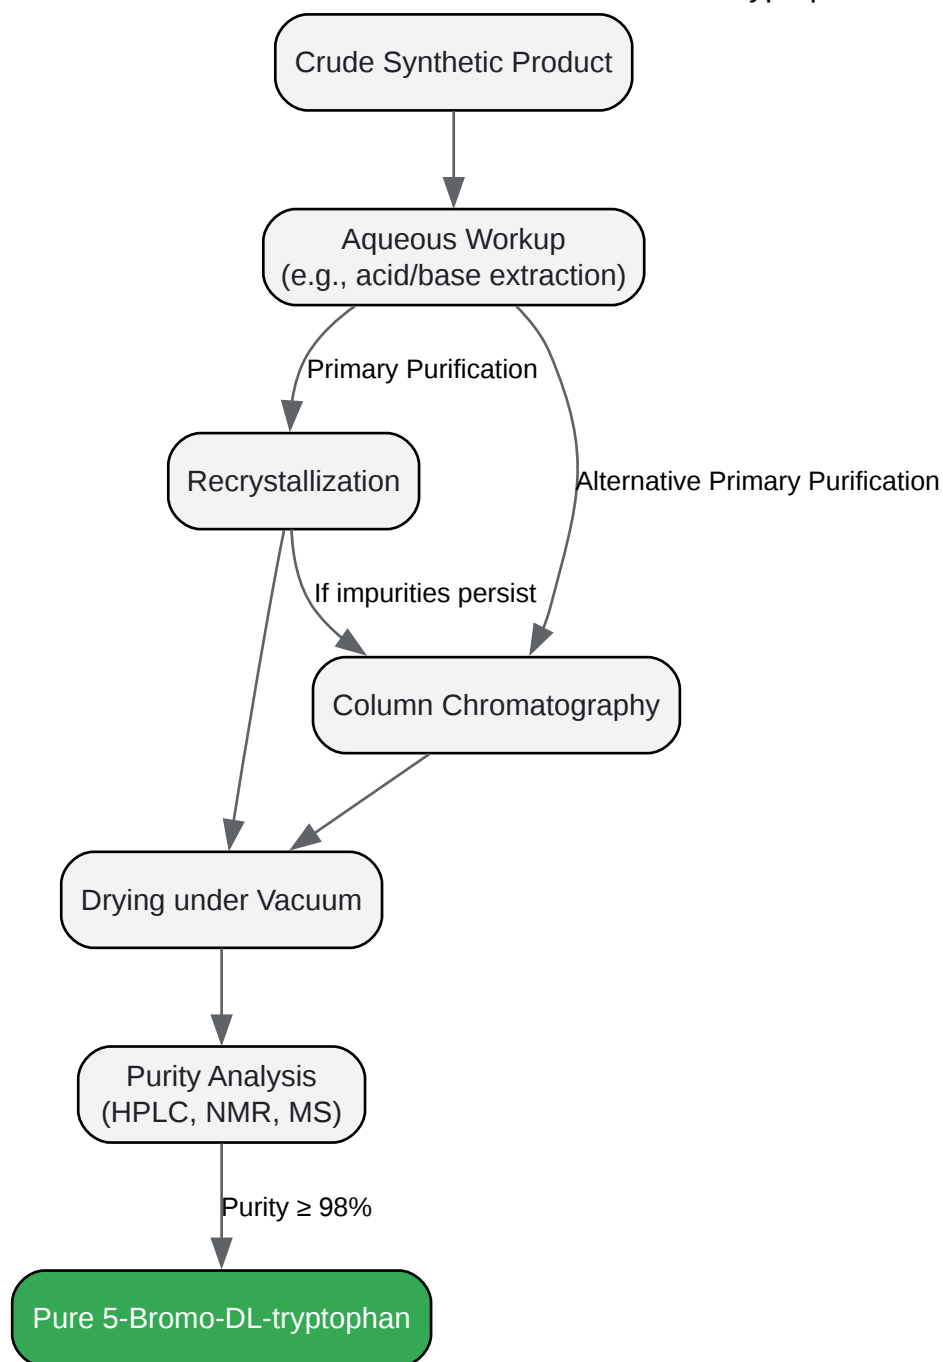 Crude Synthetic Product
Aqueous Workup
(e.g., acid/base extraction)
Primary Purification
Recrystallization
Alternative Primary Purification
If impurities persist
Column Chromatography
Drying under Vacuum
Purity Analysis
(HPLC, NMR, MS)
Purity ≥ 98%
Pure 5-Bromo-DL-tryptophan